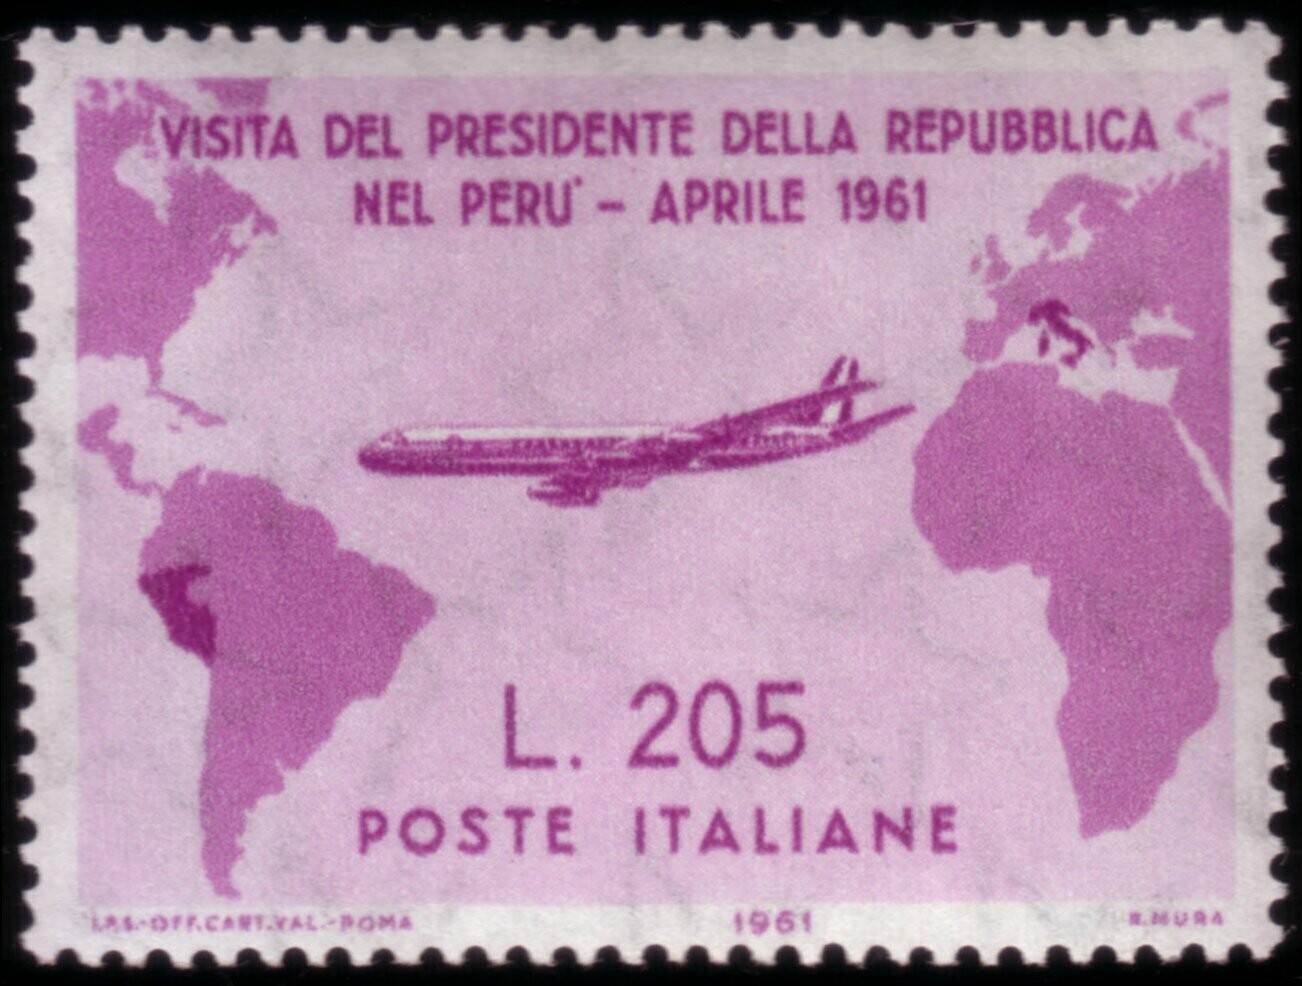 VISITA DEL PRESIDENTE DELLA REPUBBLICA
NEL PERU' - APRILE 1961
L. 205
POSTE ITALIANE
I.P.S.-OFF.CART.VAL.-ROMA 1961 R.MURA